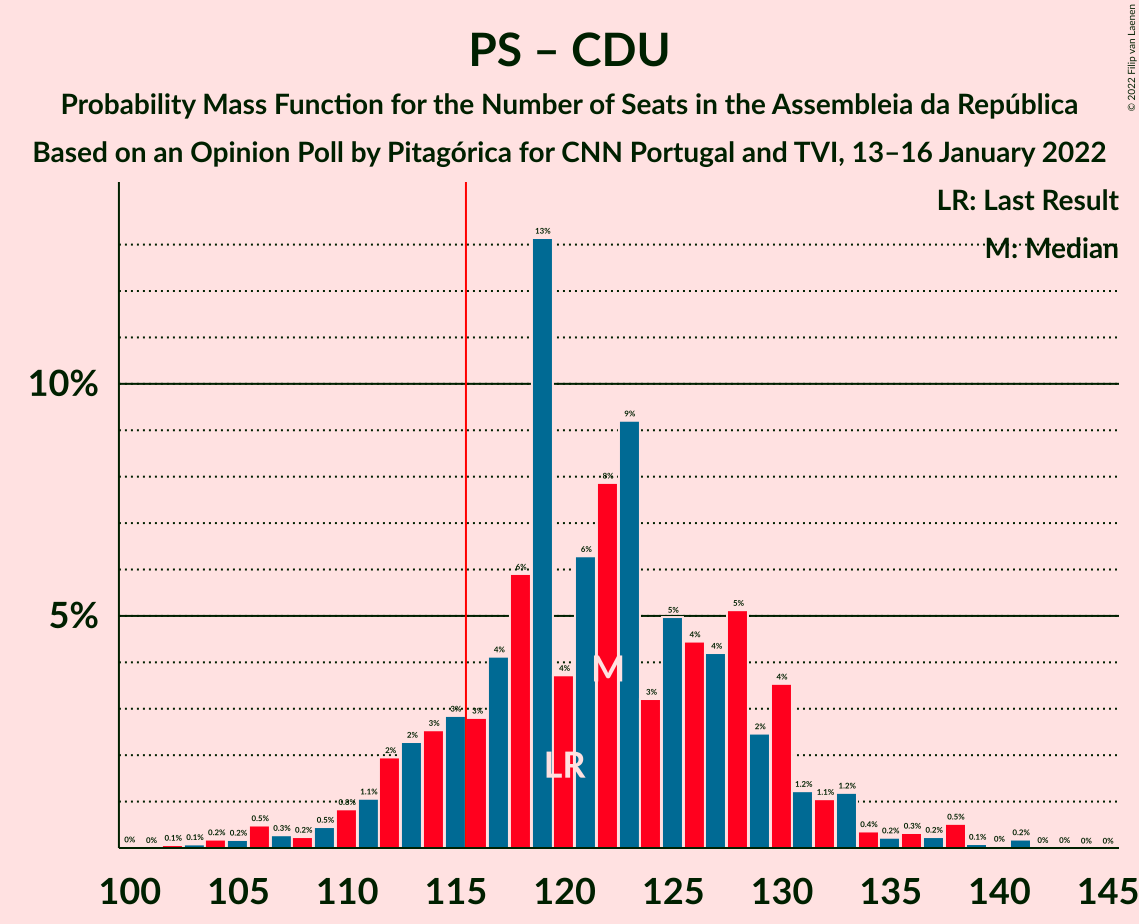 PS – CDU
Probability Mass Function for the Number of Seats in the Assembleia da República
Based on an Opinion Poll by Pitagórica for CNN Portugal and TVI, 13–16 January 2022
© 2022 Filip van Laenen
LR: Last Result
M: Median
10%
5%
0% 0% 0.1% 0.1% 0.2% 0.2% 0.5% 0.3% 0.2% 0.5% 0.8% 1.1% 2% 2% 3% 3% 3% 4% 6% 13% 4% 6% 8% 9% 3% 5% 4% 4% 5% 2% 4% 1.2% 1.1% 1.2% 0.4% 0.2% 0.3% 0.2% 0.5% 0.1% 0% 0.2% 0% 0% 0% 0%
M
LR
100 105 110 115 120 125 130 135 140 145